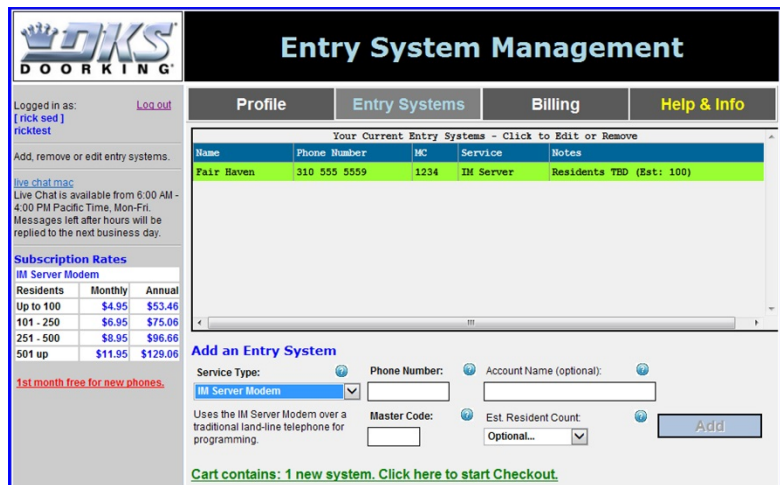 DKS
DOORKING
Entry System Management
Logged in as: Log out
[ rick sed ]
ricktest
Add, remove or edit entry systems.
live chat mac
Live Chat is available from 6:00 AM -
4:00 PM Pacific Time, Mon-Fri.
Messages left after hours will be
replied to the next business day.
Subscription Rates
IM Server Modem
Residents Monthly Annual
Up to 100 $4.95 $53.46
101 - 250 $6.95 $75.06
251 - 500 $8.95 $96.66
501 up $11.95 $129.06
1st month free for new phones.
Profile Entry Systems Billing Help & Info
Your Current Entry Systems - Click to Edit or Remove
Name Phone Number MC Service Notes
Fair Haven 310 555 5559 1234 IM Server Residents TBD (Est: 100)
Add an Entry System
Service Type: ? Phone Number: ? Account Name (optional): ?
IM Server Modem
Uses the IM Server Modem over a
traditional land-line telephone for
programming.
Master Code: ? Est. Resident Count: ?
Optional...
Add
Cart contains: 1 new system. Click here to start Checkout.